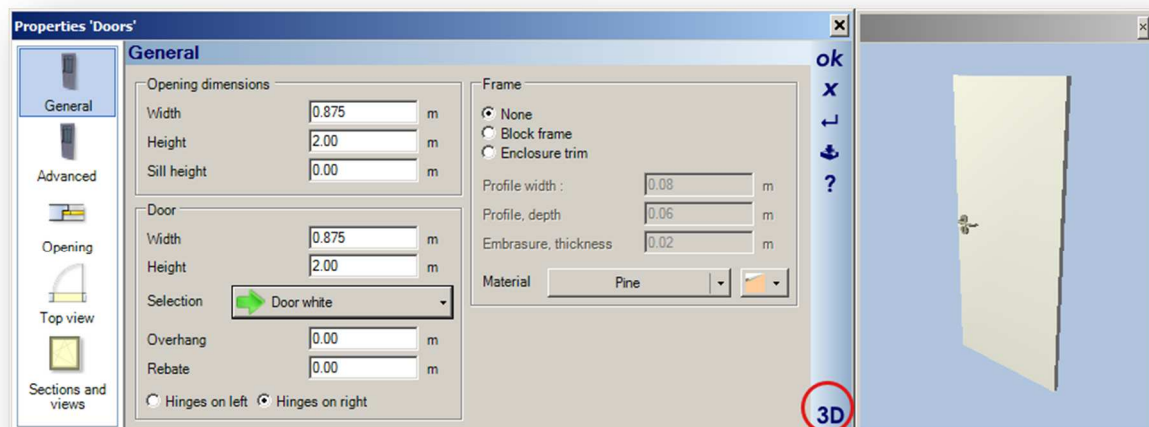 Properties 'Doors'
General
Advanced
Opening
Top view
Sections and
views
General
Opening dimensions
Width 0.875 m
Height 2.00 m
Sill height 0.00 m
Door
Width 0.875 m
Height 2.00 m
Selection Door white
Overhang 0.00 m
Rebate 0.00 m
Hinges on left Hinges on right
Frame
None
Block frame
Enclosure trim
Profile width : 0.08 m
Profile, depth 0.06 m
Embrasure, thickness 0.02 m
Material Pine
ok
x
?
3D